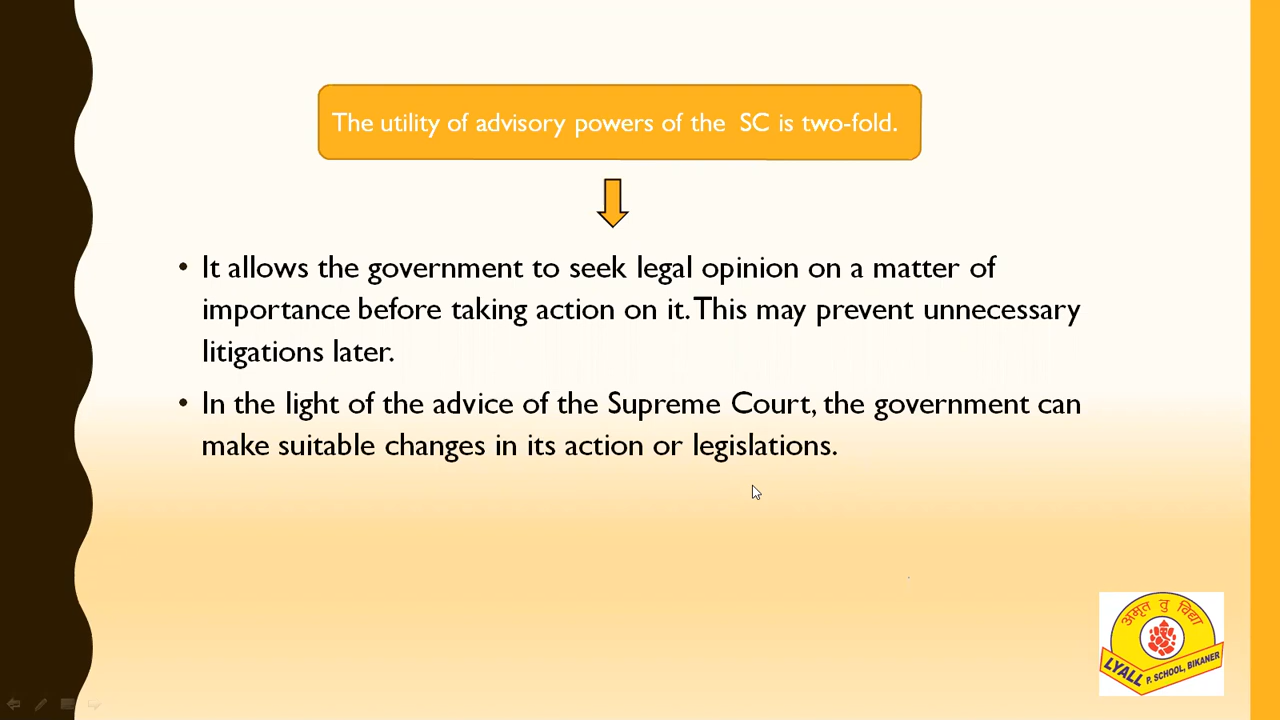 The utility of advisory powers of the SC is two-fold.
• It allows the government to seek legal opinion on a matter of
importance before taking action on it. This may prevent unnecessary
litigations later.
• In the light of the advice of the Supreme Court, the government can
make suitable changes in its action or legislations.
अमृतं तु विद्या
LYALL P. SCHOOL, BIKANER